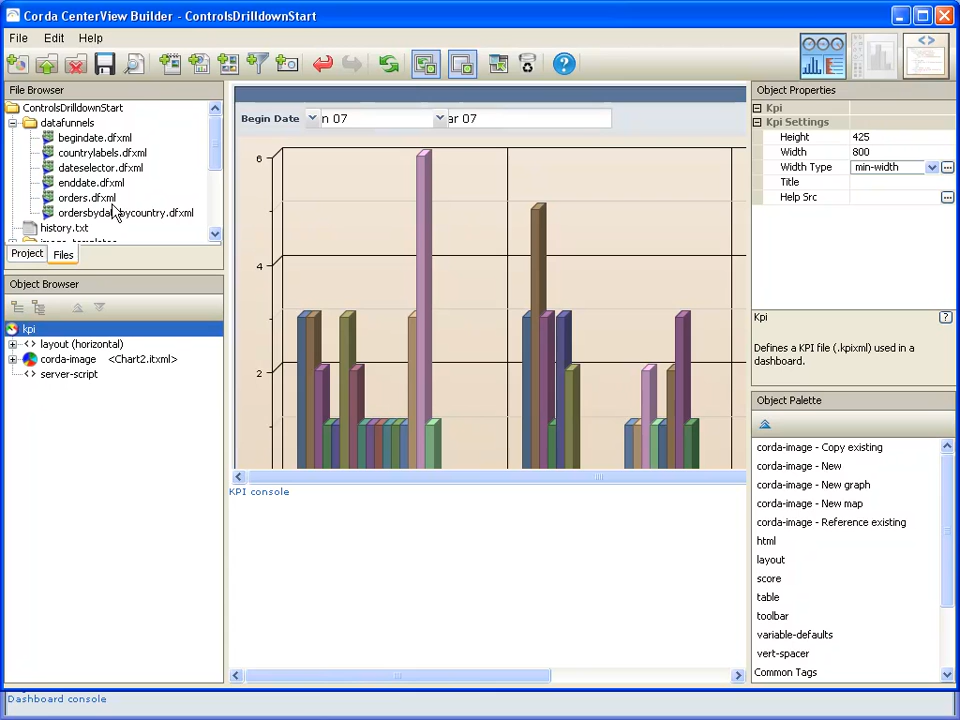 Corda CenterView Builder - ControlsDrilldownStart
File Edit Help
File Browser
ControlsDrilldownStart
datafunnels
begindate.dfxml
countrylabels.dfxml
dateselector.dfxml
enddate.dfxml
orders.dfxml
ordersbydatebycountry.dfxml
history.txt
image_templates
Project Files
Object Browser
kpi
<> layout (horizontal)
corda-image <Chart2.itxml>
<> server-script
Begin Date n 07 ar 07
6
4
2
KPI console
Object Properties
Kpi
Kpi Settings
Height 425
Width 800
Width Type min-width
Title
Help Src
Kpi
Defines a KPI file (.kpixml) used in a
dashboard.
Object Palette
corda-image - Copy existing
corda-image - New
corda-image - New graph
corda-image - New map
corda-image - Reference existing
html
layout
score
table
toolbar
variable-defaults
vert-spacer
Common Tags
Dashboard console